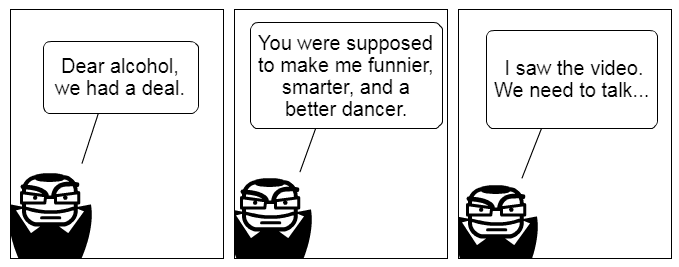 Dear alcohol,
we had a deal.
You were supposed
to make me funnier,
smarter, and a
better dancer.
I saw the video.
We need to talk...